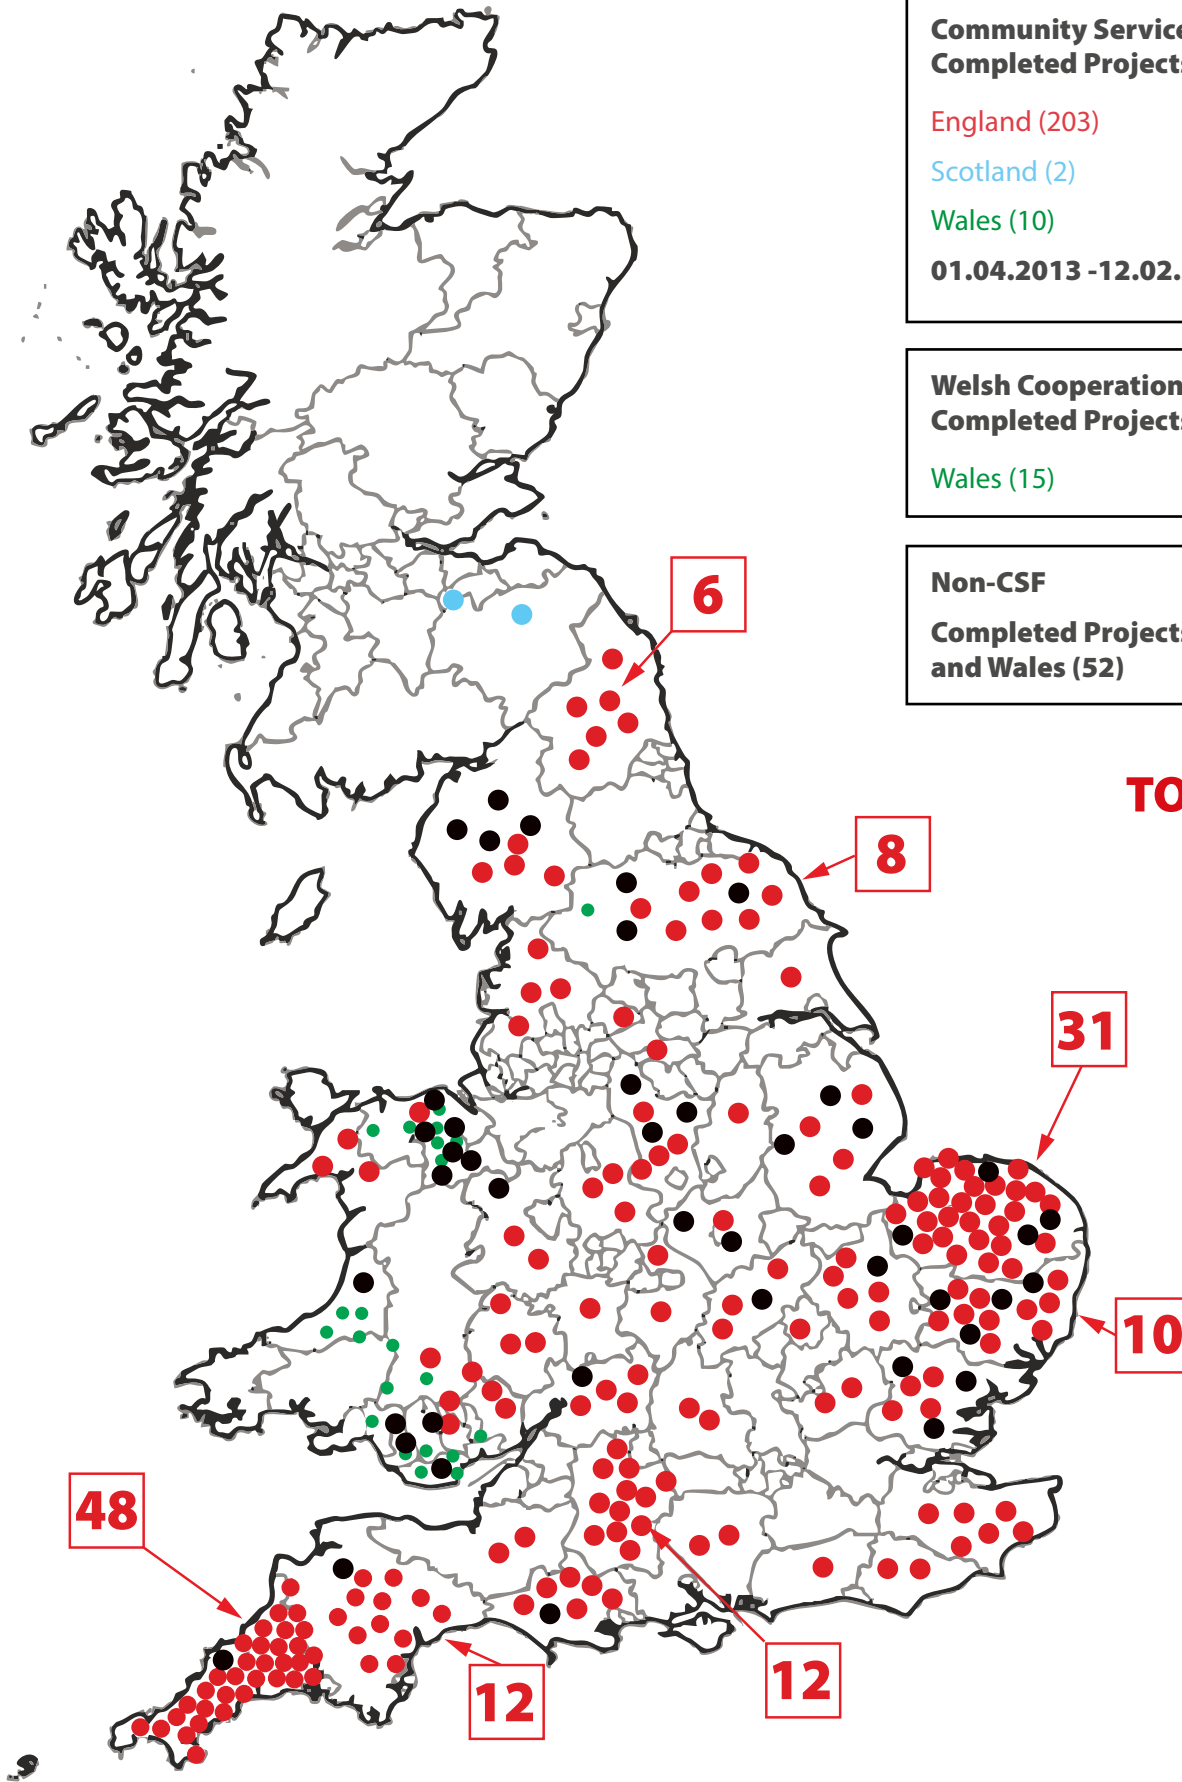 Community Service
Completed Project
England (203)
Scotland (2)
Wales (10)
01.04.2013 -12.02.
Welsh Cooperation
Completed Project
Wales (15)
Non-CSF
Completed Project
and Wales (52)
6
TO
8
31
10
48
12
12